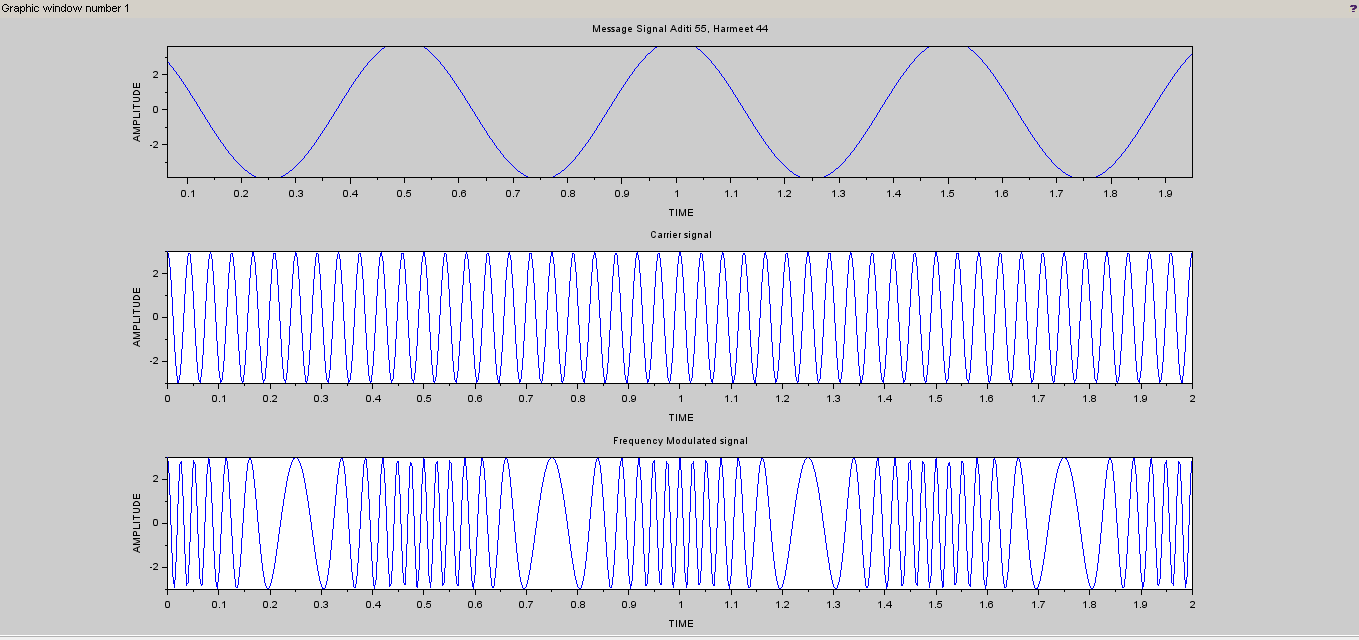 Graphic window number 1
?
Message Signal Aditi 55, Harmeet 44
AMPLITUDE
2
0
-2
0.1 0.2 0.3 0.4 0.5 0.6 0.7 0.8 0.9 1 1.1 1.2 1.3 1.4 1.5 1.6 1.7 1.8 1.9
TIME
Carrier signal
AMPLITUDE
2
0
-2
0 0.1 0.2 0.3 0.4 0.5 0.6 0.7 0.8 0.9 1 1.1 1.2 1.3 1.4 1.5 1.6 1.7 1.8 1.9 2
TIME
Frequency Modulated signal
AMPLITUDE
2
0
-2
0 0.1 0.2 0.3 0.4 0.5 0.6 0.7 0.8 0.9 1 1.1 1.2 1.3 1.4 1.5 1.6 1.7 1.8 1.9 2
TIME